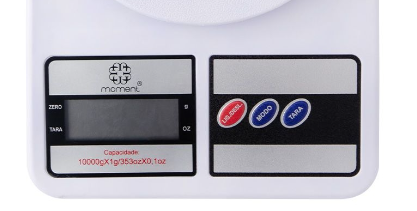 moment®
ZERO
g
TARA
OZ
Capacidade:
10000gX1g/353ozX0,1oz
LIG./DESL.
MODO
TARA